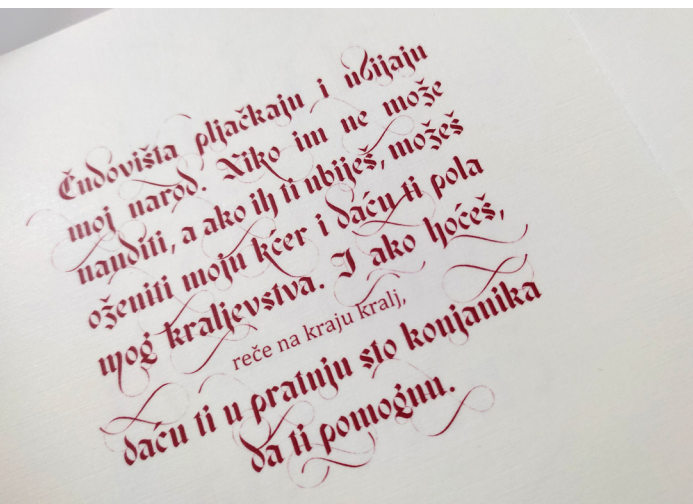 Čudovišta pljačkaju i ubijaju
moj narod. Niko im ne može
nauditi, a ako ih ti ubiješ, možeš
oženiti moju kćer i daću ti pola
mog kraljevstva. I ako hoćeš,
reče na kraju kralj,
daću ti u pratnju sto konjanika
da ti pomognu.